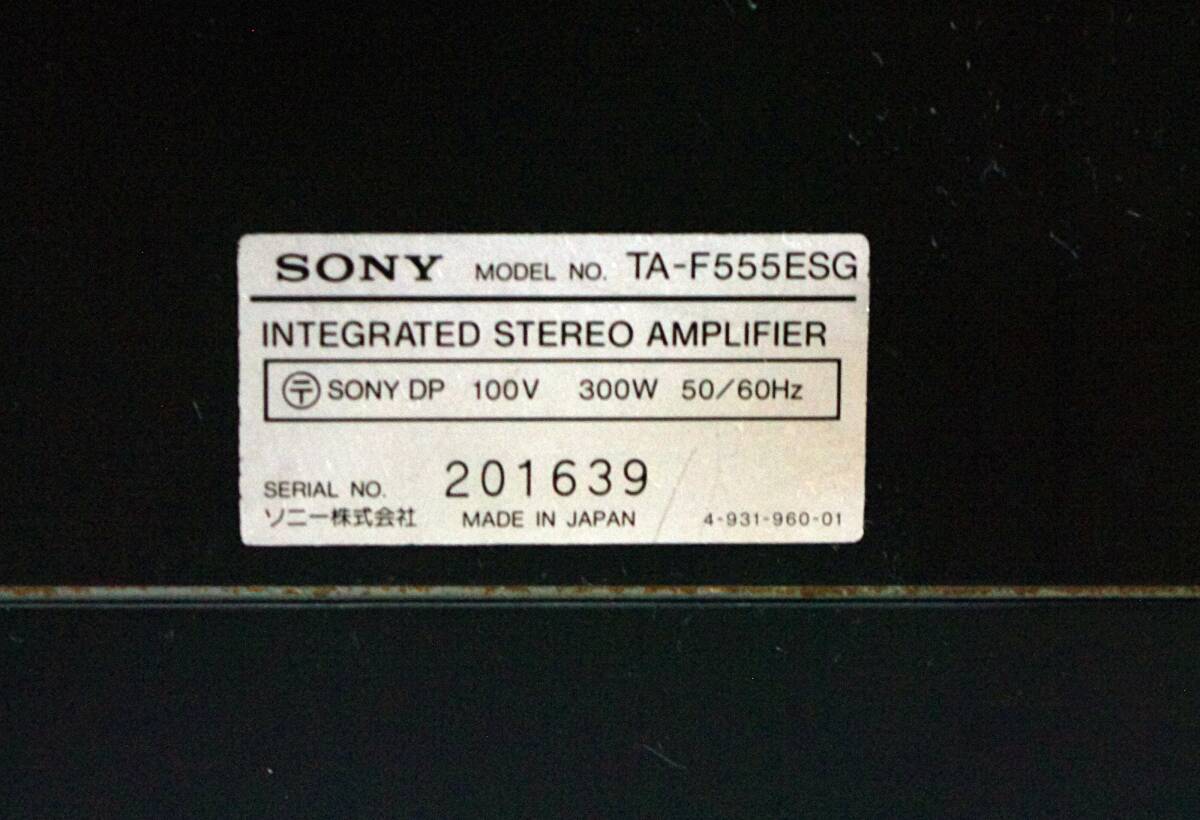 SONY MODEL NO. TA-F555ESG
INTEGRATED STEREO AMPLIFIER
〶 SONY DP 100V 300W 50/60Hz
SERIAL NO. 201639
ソニー株式会社 MADE IN JAPAN 4-931-960-01